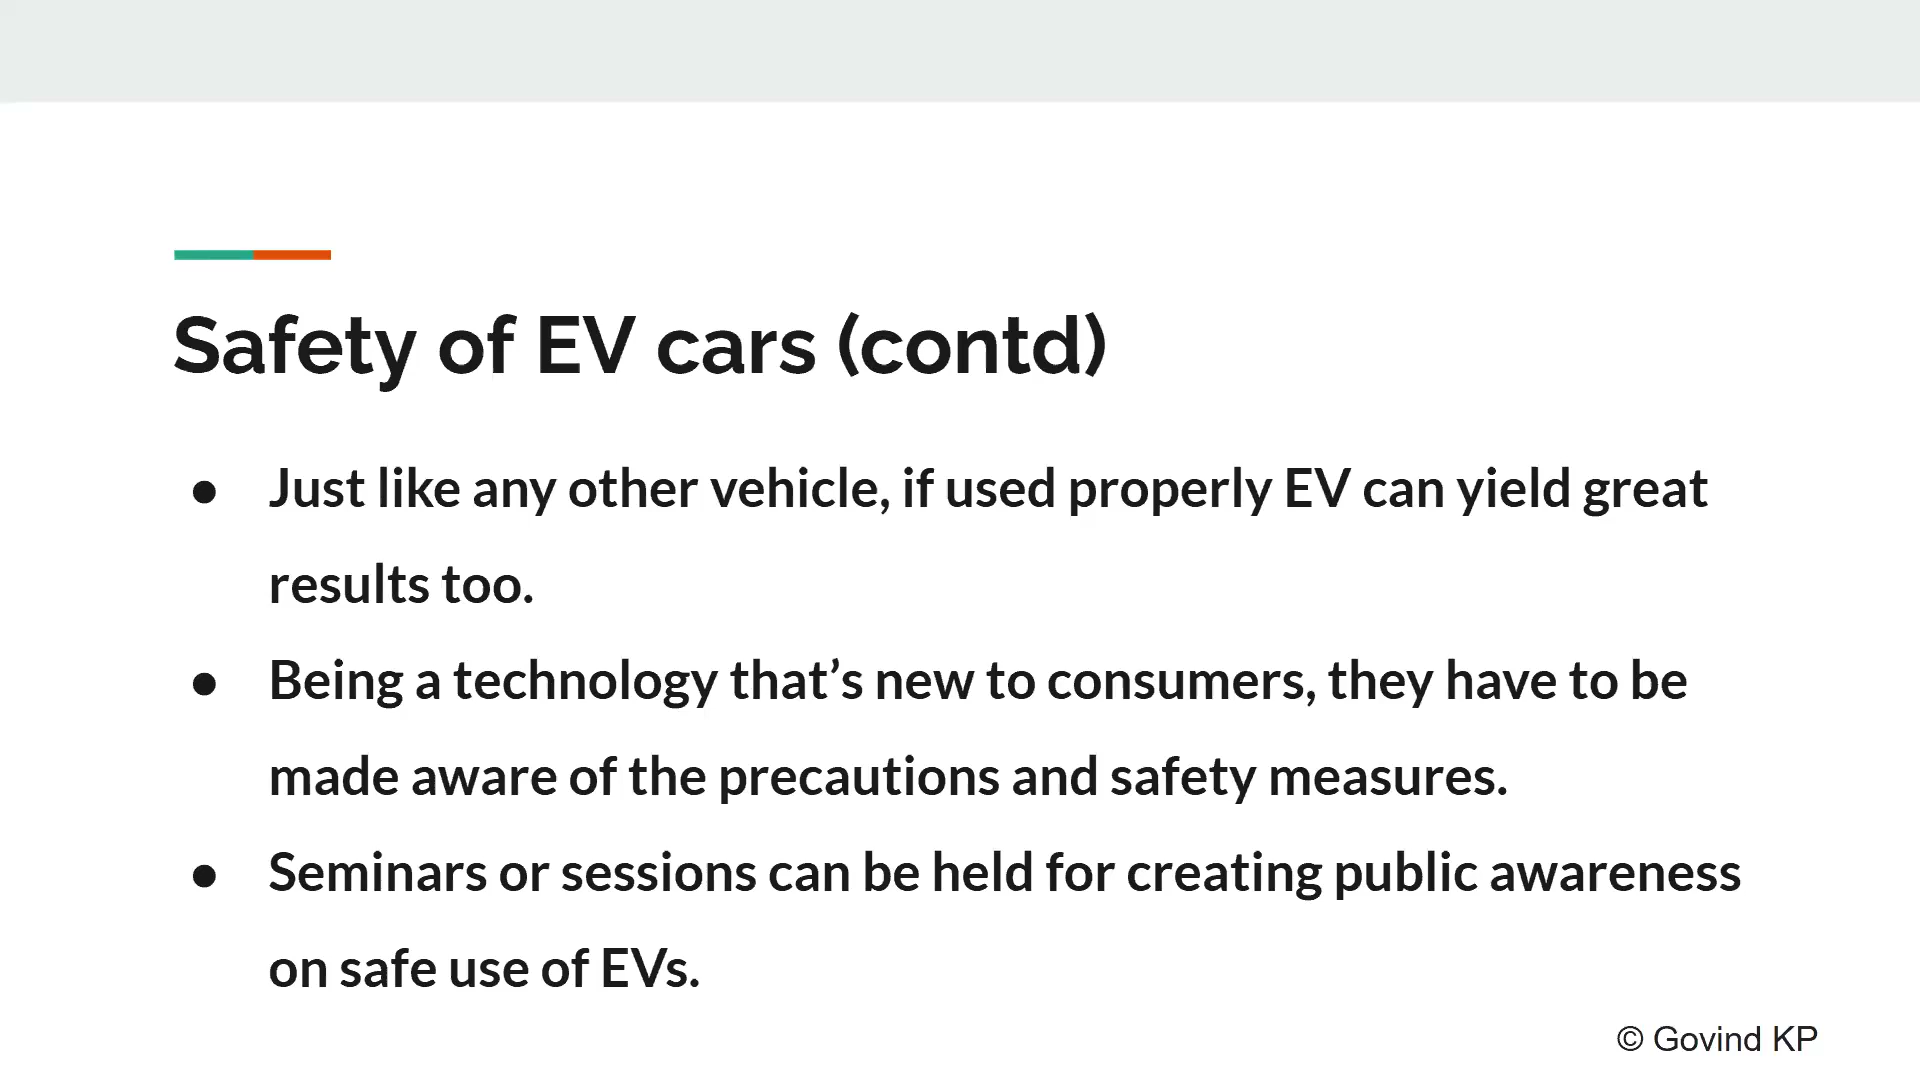 Safety of EV cars (contd)
● Just like any other vehicle, if used properly EV can yield great
results too.
● Being a technology that’s new to consumers, they have to be
made aware of the precautions and safety measures.
● Seminars or sessions can be held for creating public awareness
on safe use of EVs.
© Govind KP